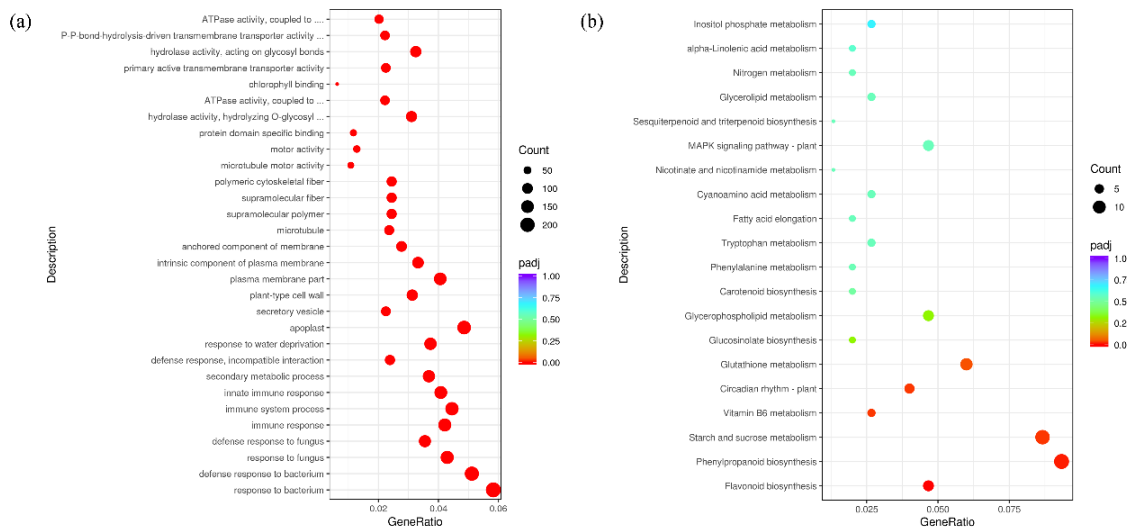 (a)
ATPase activity, coupled to ....
P-P-bond-hydrolysis-driven transmembrane transporter activity ...
hydrolase activity, acting on glycosyl bonds
primary active transmembrane transporter activity
chlorophyll binding
ATPase activity, coupled to ...
hydrolase activity, hydrolyzing O-glycosyl ...
protein domain specific binding
motor activity
microtubule motor activity
polymeric cytoskeletal fiber
supramolecular fiber
supramolecular polymer
microtubule
anchored component of membrane
intrinsic component of plasma membrane
plasma membrane part
plant-type cell wall
secretory vesicle
apoplast
response to water deprivation
defense response, incompatible interaction
secondary metabolic process
innate immune response
immune system process
immune response
defense response to fungus
response to fungus
defense response to bacterium
response to bacterium
Description
0.02 0.04 0.06
GeneRatio
Count
50
100
150
200
padj
1.00
0.75
0.50
0.25
0.00
(b)
Inositol phosphate metabolism
alpha-Linolenic acid metabolism
Nitrogen metabolism
Glycerolipid metabolism
Sesquiterpenoid and triterpenoid biosynthesis
MAPK signaling pathway - plant
Nicotinate and nicotinamide metabolism
Cyanoamino acid metabolism
Fatty acid elongation
Tryptophan metabolism
Phenylalanine metabolism
Carotenoid biosynthesis
Glycerophospholipid metabolism
Glucosinolate biosynthesis
Glutathione metabolism
Circadian rhythm - plant
Vitamin B6 metabolism
Starch and sucrose metabolism
Phenylpropanoid biosynthesis
Flavonoid biosynthesis
Description
0.025 0.050 0.075
GeneRatio
Count
5
10
padj
1.0
0.8
0.6
0.4
0.2
0.0